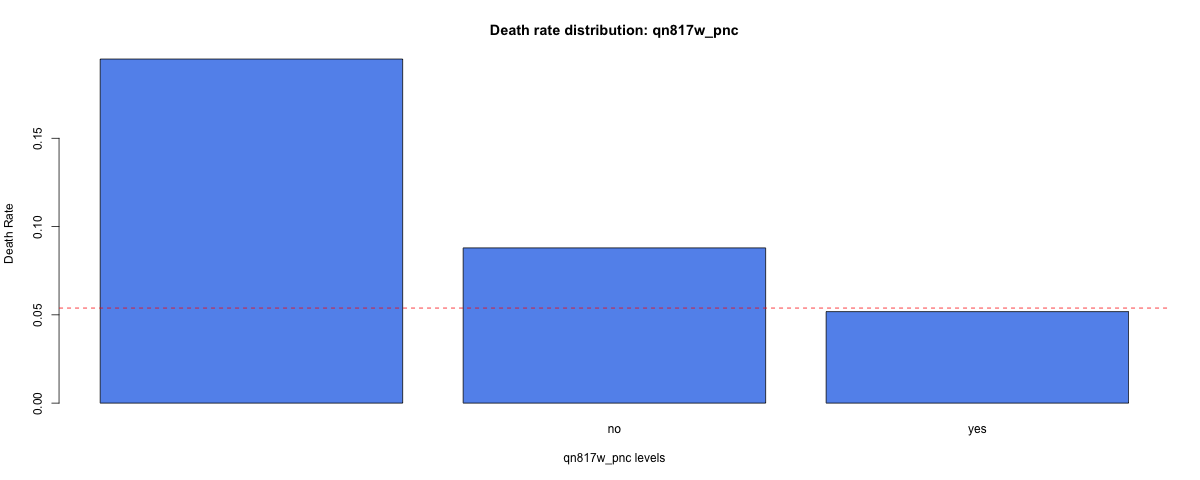 Death rate distribution: qn817w_pnc
Death Rate
0.15
0.10
0.05
0.00
no
yes
qn817w_pnc levels